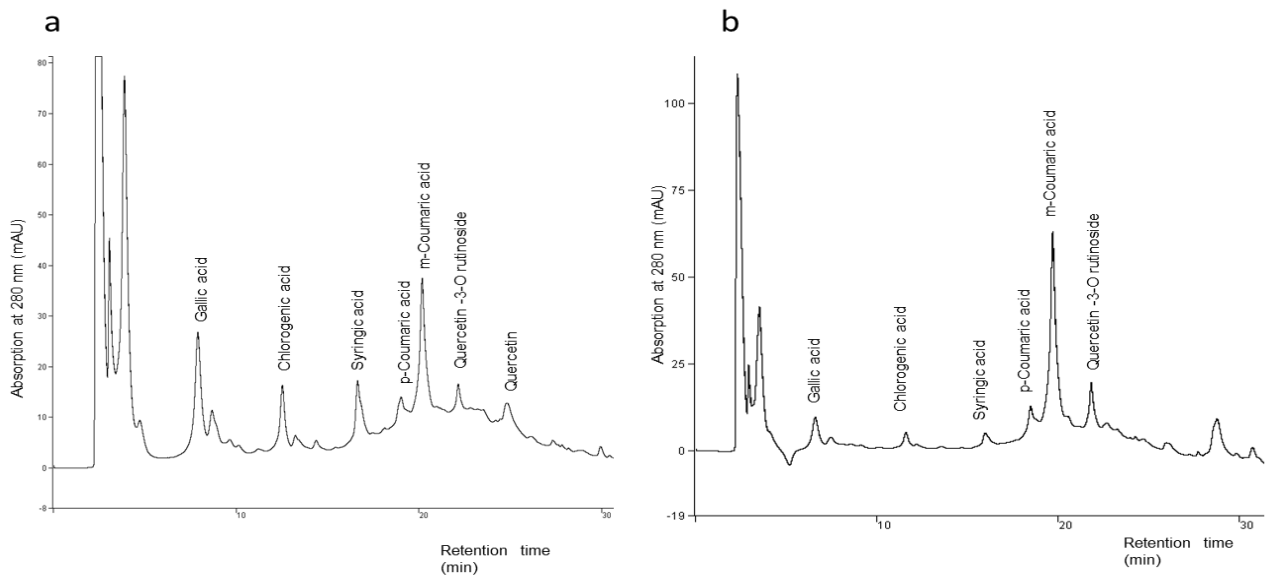 a
Absorption at 280 nm (mAU)
80
70
60
50
40
30
20
10
0
-8
Gallic acid
Chlorogenic acid
Syringic acid
p-Coumaric acid
m-Coumaric acid
Quercetin -3-O rutinoside
Quercetin
10
20
30
Retention time
(min)
b
Absorption at 280 nm (mAU)
100
75
50
25
0
-19
Gallic acid
Chlorogenic acid
Syringic acid
p-Coumaric acid
m-Coumaric acid
Quercetin -3-O rutinoside
10
20
30
Retention time
(min)